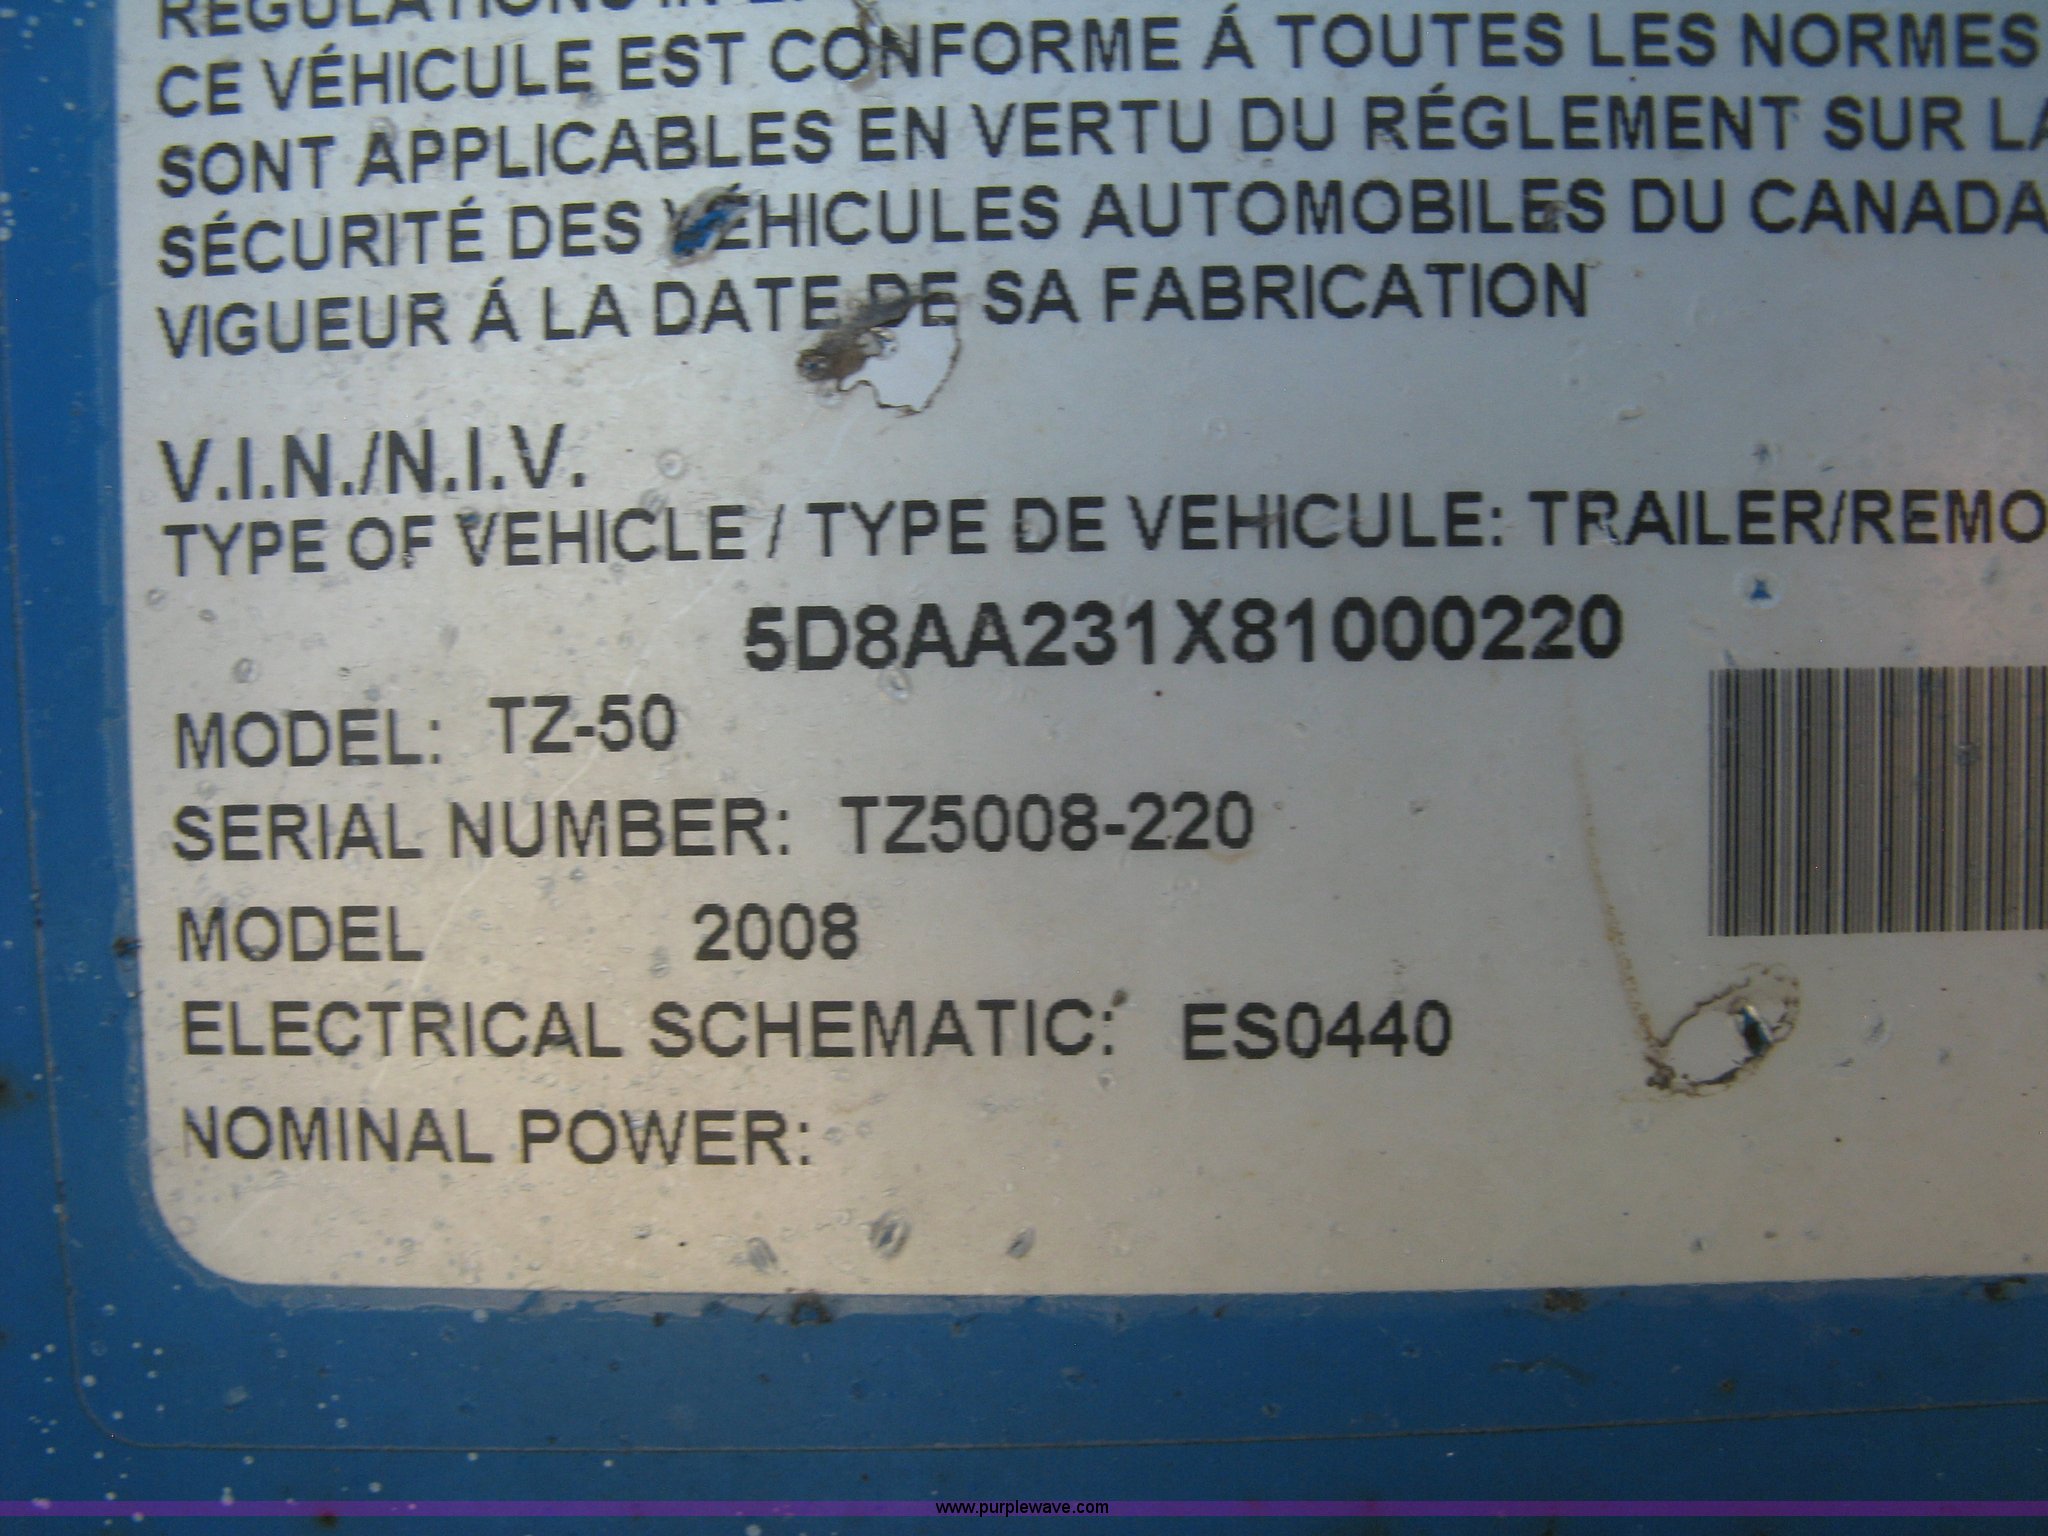 REGULATIONS IN
CE VÉHICULE EST CONFORME Á TOUTES LES NORMES
SONT APPLICABLES EN VERTU DU RÉGLEMENT SUR LA
SÉCURITÉ DES VÉHICULES AUTOMOBILES DU CANADA
VIGUEUR Á LA DATE DE SA FABRICATION
V.I.N./N.I.V.
TYPE OF VEHICLE / TYPE DE VEHICULE: TRAILER/REMO
5D8AA231X81000220
MODEL: TZ-50
SERIAL NUMBER: TZ5008-220
MODEL 2008
ELECTRICAL SCHEMATIC: ES0440
NOMINAL POWER:
www.purplewave.com